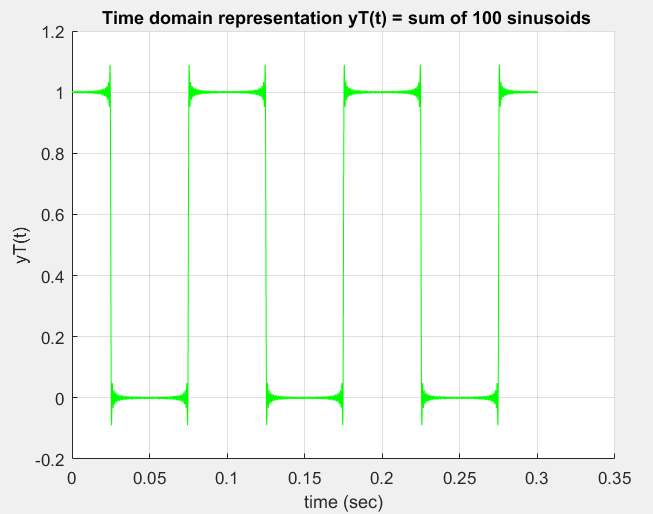 Time domain representation yT(t) = sum of 100 sinusoids
1.2
1
0.8
0.6
0.4
0.2
0
-0.2
yT(t)
0 0.05 0.1 0.15 0.2 0.25 0.3 0.35
time (sec)